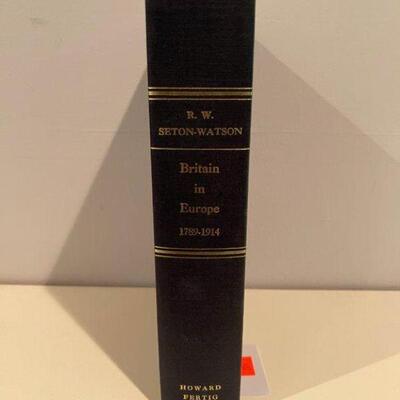 R. W.
SETON-WATSON
Britain
in
Europe
1789-1914
HOWARD
FERTIG